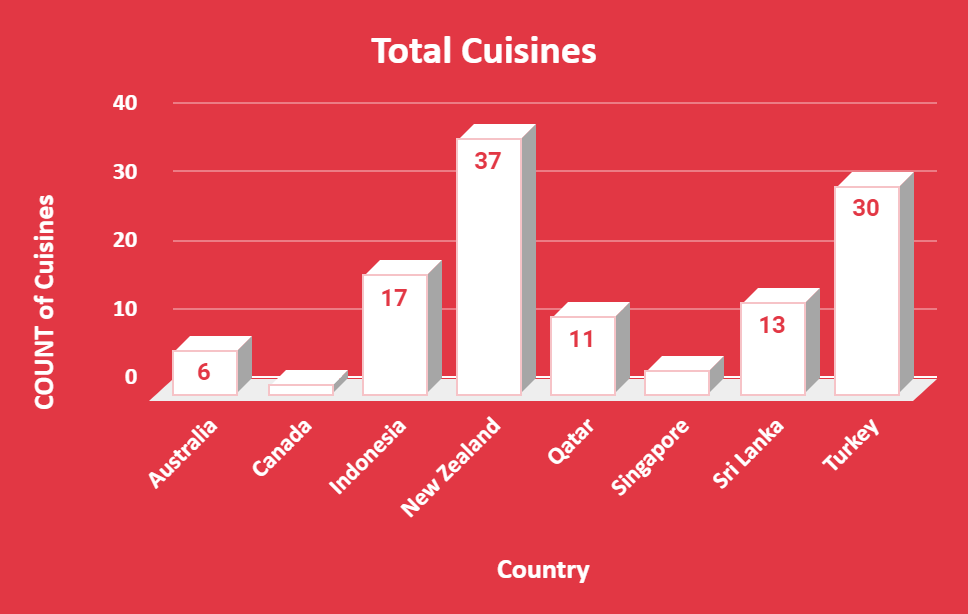 Total Cuisines
40
30
20
10
0
COUNT of Cuisines
6
17
37
11
13
30
Australia
Canada
Indonesia
New Zealand
Qatar
Singapore
Sri Lanka
Turkey
Country